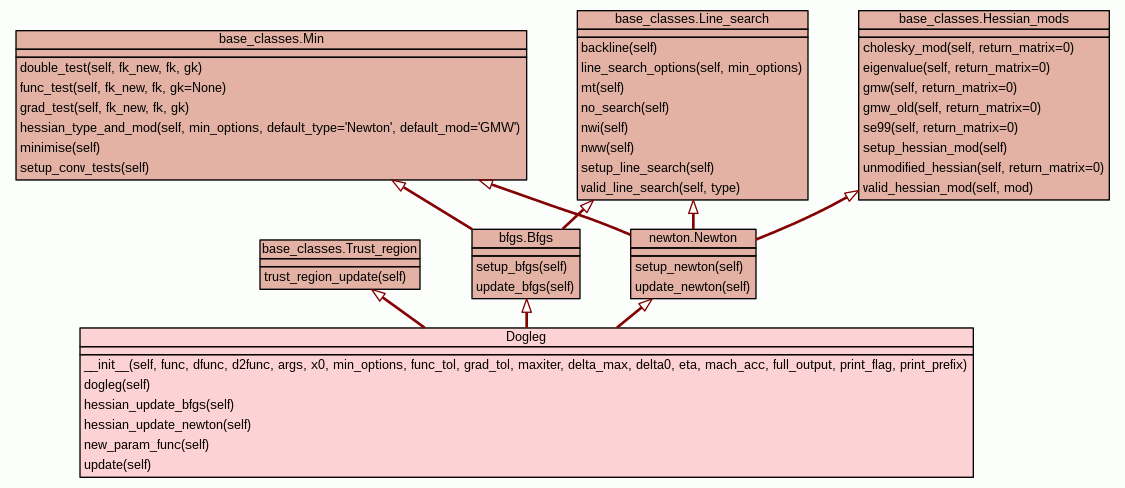 base_classes.Min
double_test(self, fk_new, fk, gk)
func_test(self, fk_new, fk, gk=None)
grad_test(self, fk_new, fk, gk)
hessian_type_and_mod(self, min_options, default_type='Newton', default_mod='GMW')
minimise(self)
setup_conv_tests(self)
base_classes.Line_search
backline(self)
line_search_options(self, min_options)
mt(self)
no_search(self)
nwi(self)
nww(self)
setup_line_search(self)
valid_line_search(self, type)
base_classes.Hessian_mods
cholesky_mod(self, return_matrix=0)
eigenvalue(self, return_matrix=0)
gmw(self, return_matrix=0)
gmw_old(self, return_matrix=0)
se99(self, return_matrix=0)
setup_hessian_mod(self)
unmodified_hessian(self, return_matrix=0)
valid_hessian_mod(self, mod)
base_classes.Trust_region
trust_region_update(self)
bfgs.Bfgs
setup_bfgs(self)
update_bfgs(self)
newton.Newton
setup_newton(self)
update_newton(self)
Dogleg
__init__(self, func, dfunc, d2func, args, x0, min_options, func_tol, grad_tol, maxiter, delta_max, delta0, eta, mach_acc, full_output, print_flag, print_prefix)
dogleg(self)
hessian_update_bfgs(self)
hessian_update_newton(self)
new_param_func(self)
update(self)